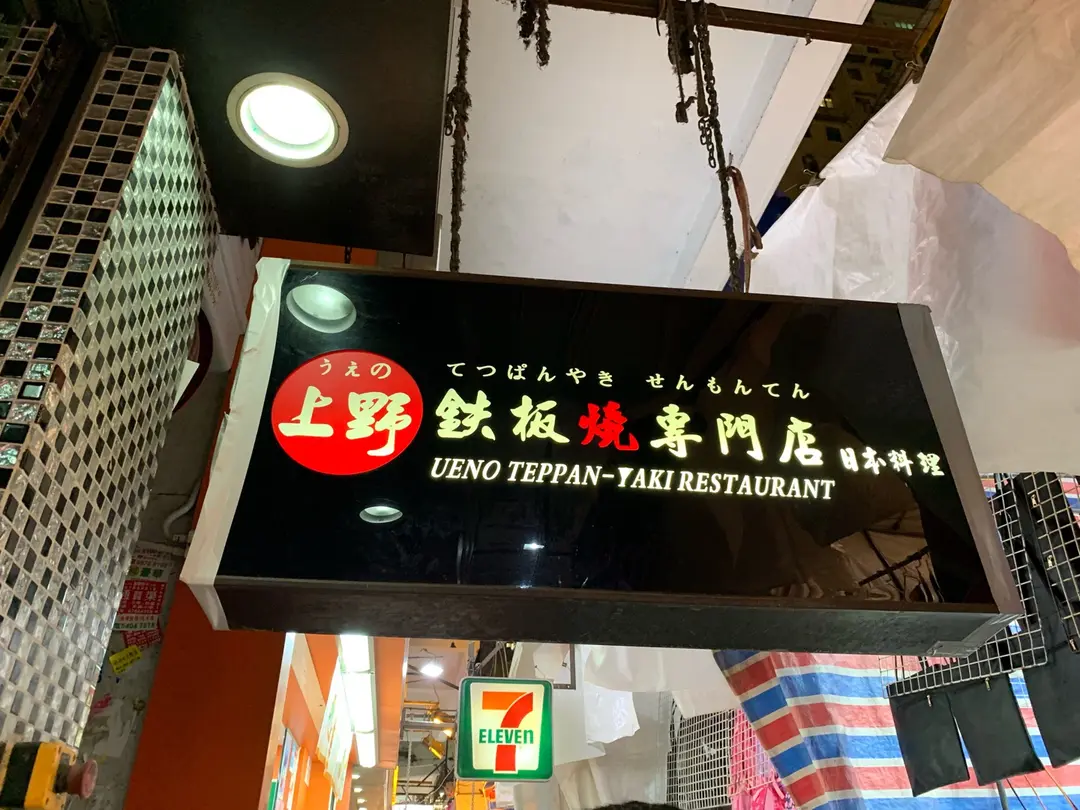 うえの
上野
てつぱんやき せんもんてん
鉄板焼専門店 日本料理
UENO TEPPAN-YAKI RESTAURANT
7
ELEVEn